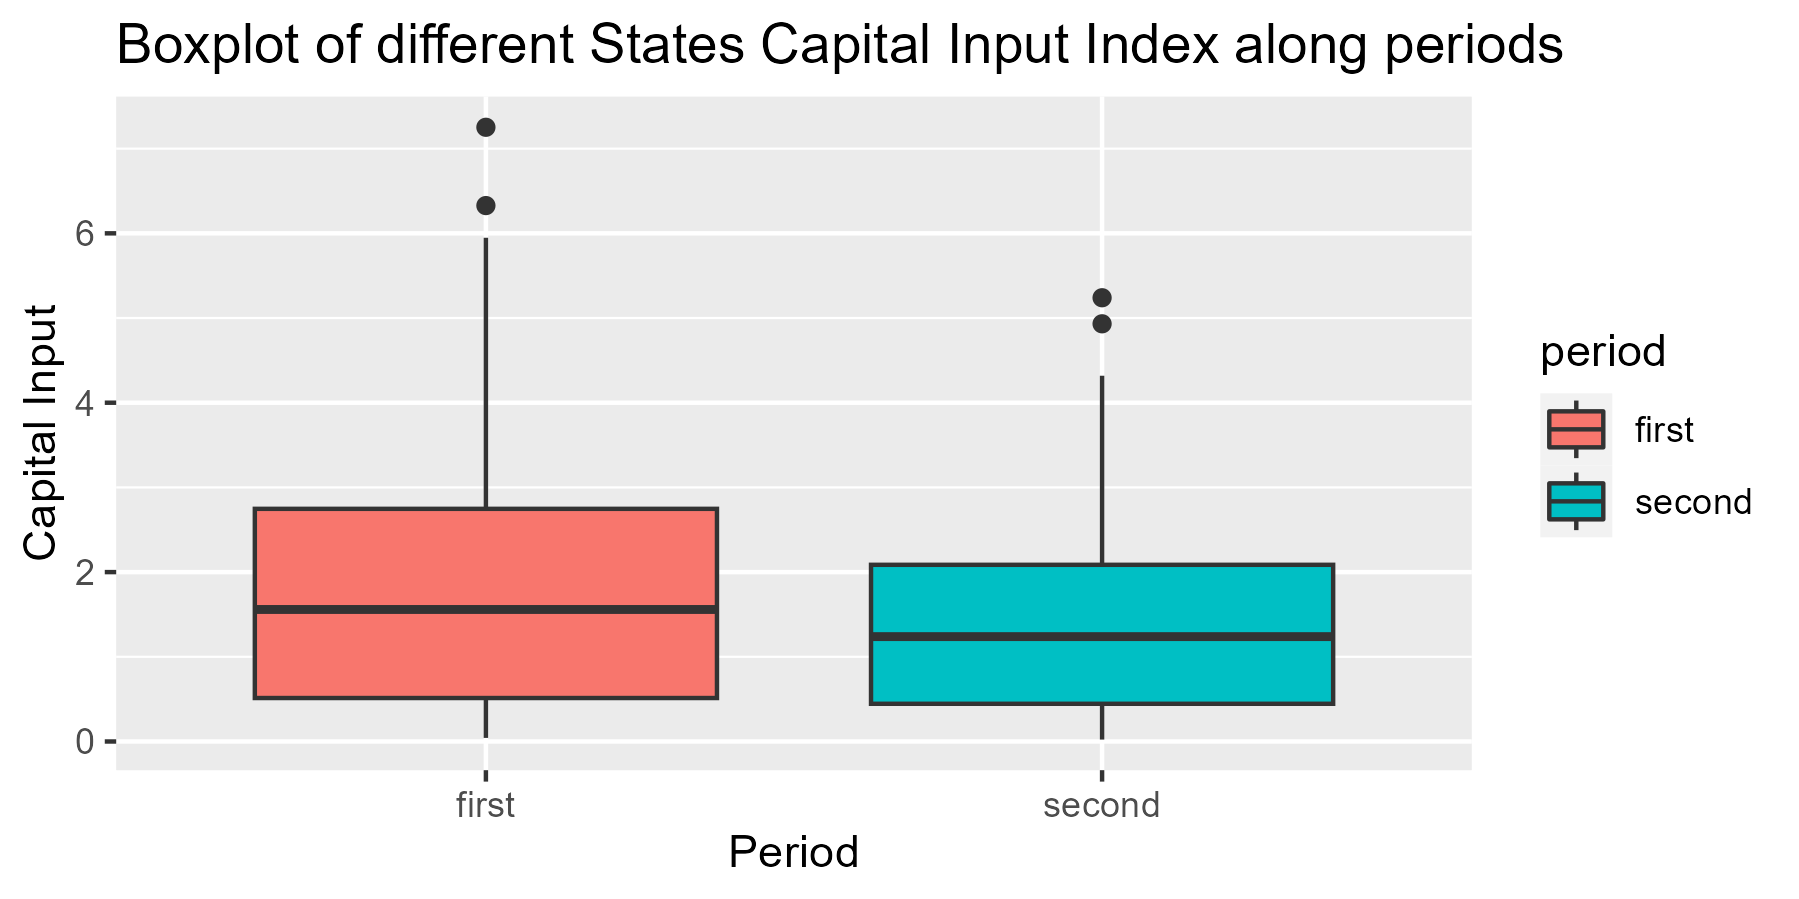 Boxplot of different States Capital Input Index along periods
Capital Input
6
4
2
0
first
second
Period
period
first
second